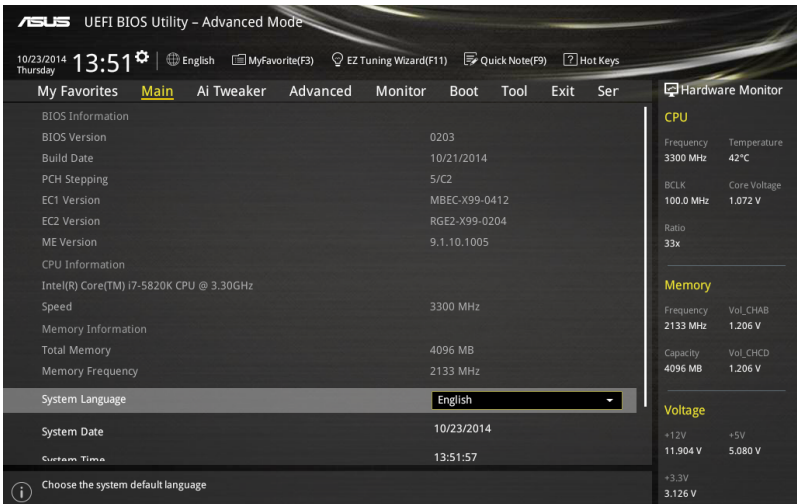 ASUS UEFI BIOS Utility – Advanced Mode
10/23/2014
Thursday
13:51
English
MyFavorite(F3)
EZ Tuning Wizard(F11)
Quick Note(F9)
? Hot Keys
My Favorites Main Ai Tweaker Advanced Monitor Boot Tool Exit Ser
BIOS Information
BIOS Version 0203
Build Date 10/21/2014
PCH Stepping 5/C2
EC1 Version MBEC-X99-0412
EC2 Version RGE2-X99-0204
ME Version 9.1.10.1005
CPU Information
Intel(R) Core(TM) i7-5820K CPU @ 3.30GHz
Speed 3300 MHz
Memory Information
Total Memory 4096 MB
Memory Frequency 2133 MHz
System Language English
System Date 10/23/2014
System Time 13:51:57
i Choose the system default language
Hardware Monitor
CPU
Frequency Temperature
3300 MHz 42°C
BCLK Core Voltage
100.0 MHz 1.072 V
Ratio
33x
Memory
Frequency Vol_CHAB
2133 MHz 1.206 V
Capacity Vol_CHCD
4096 MB 1.206 V
Voltage
+12V +5V
11.904 V 5.080 V
+3.3V
3.126 V